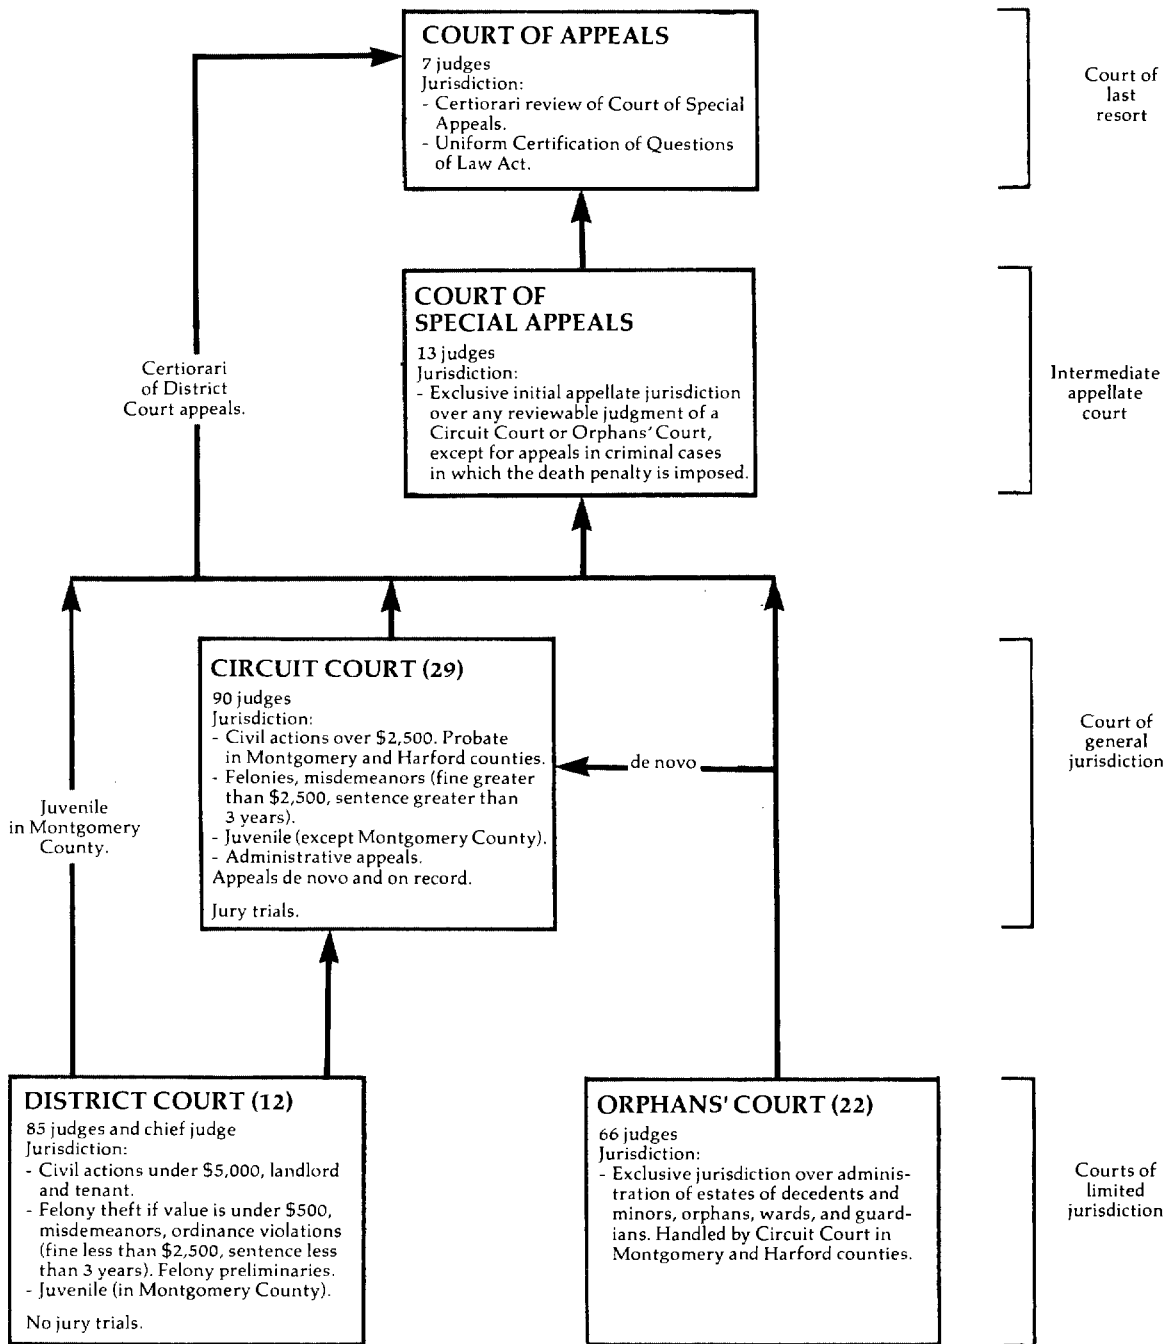 COURT OF APPEALS
7 judges
Jurisdiction:
- Certiorari review of Court of Special
Appeals.
- Uniform Certification of Questions
of Law Act.
Court of
last
resort
COURT OF
SPECIAL APPEALS
13 judges
Jurisdiction:
- Exclusive initial appellate jurisdiction
over any reviewable judgment of a
Circuit Court or Orphans' Court,
except for appeals in criminal cases
in which the death penalty is imposed.
Intermediate
appellate
court
Certiorari
of District
Court appeals.
CIRCUIT COURT (29)
90 judges
Jurisdiction:
- Civil actions over $2,500. Probate
in Montgomery and Harford counties.
- Felonies, misdemeanors (fine greater
than $2,500, sentence greater than
3 years).
- Juvenile (except Montgomery County).
- Administrative appeals.
Appeals de novo and on record.
Jury trials.
de novo
Court of
general
jurisdiction
Juvenile
in Montgomery
County.
DISTRICT COURT (12)
85 judges and chief judge
Jurisdiction:
- Civil actions under $5,000, landlord
and tenant.
- Felony theft if value is under $500,
misdemeanors, ordinance violations
(fine less than $2,500, sentence less
than 3 years). Felony preliminaries.
- Juvenile (in Montgomery County).
No jury trials.
ORPHANS' COURT (22)
66 judges
Jurisdiction:
- Exclusive jurisdiction over adminis-
tration of estates of decedents and
minors, orphans, wards, and guard-
ians. Handled by Circuit Court in
Montgomery and Harford counties.
Courts of
limited
jurisdiction